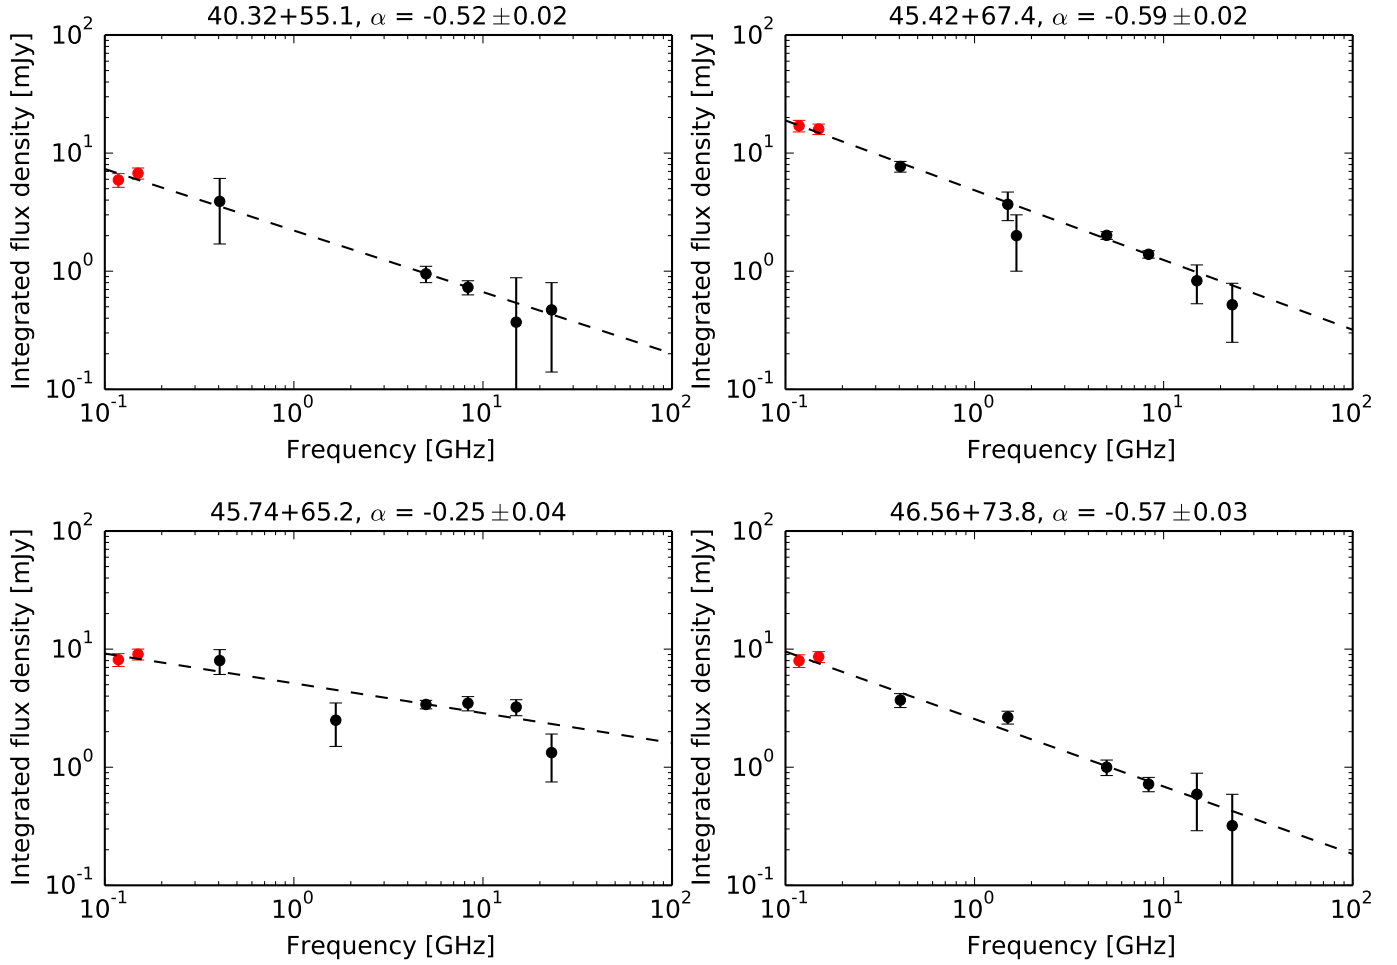 40.32+55.1, α = -0.52±0.02
45.42+67.4, α = -0.59±0.02
Integrated flux density [mJy]
10²
10¹
10⁰
10⁻¹
10⁻¹ 10⁰ 10¹ 10²
Frequency [GHz]
Integrated flux density [mJy]
10²
10¹
10⁰
10⁻¹
10⁻¹ 10⁰ 10¹ 10²
Frequency [GHz]
45.74+65.2, α = -0.25±0.04
46.56+73.8, α = -0.57±0.03
Integrated flux density [mJy]
10²
10¹
10⁰
10⁻¹
10⁻¹ 10⁰ 10¹ 10²
Frequency [GHz]
Integrated flux density [mJy]
10²
10¹
10⁰
10⁻¹
10⁻¹ 10⁰ 10¹ 10²
Frequency [GHz]